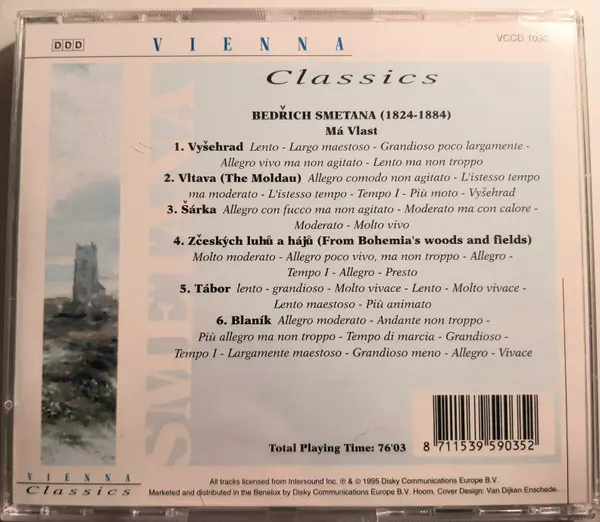 DDD
VIENNA
VCCD
Classics
BEDŘICH SMETANA (1824-1884)
Má Vlast
1. Vyšehrad Lento - Largo maestoso - Grandioso poco largamente -
Allegro vivo ma non agitato - Lento ma non troppo
2. Vltava (The Moldau) Allegro comodo non agitato - L'istesso tempo
ma moderato - L'istesso tempo - Tempo I - Più moto - Vyšehrad
3. Šárka Allegro con fucco ma non agitato - Moderato ma con calore -
Moderato - Molto vivo
4. Zčeských luhů a hájů (From Bohemia's woods and fields)
Molto moderato - Allegro poco vivo, ma non troppo - Allegro -
Tempo I - Allegro - Presto
5. Tábor lento - grandioso - Molto vivace - Lento - Molto vivace -
Lento maestoso - Più animato
6. Blaník Allegro moderato - Andante non troppo -
Più allegro ma non troppo - Tempo di marcia - Grandioso -
Tempo I - Largamente maestoso - Grandioso meno - Allegro - Vivace
SMETANA
Total Playing Time: 76'03
8 711539 590352
VIENNA
Classics
All tracks licensed from Intersound Inc. ℗ & © 1995 Disky Communications Europe B.V.
Marketed and distributed in the Benelux by Disky Communications Europe B.V. Hoorn. Cover Design: Van Dijken Enschede.